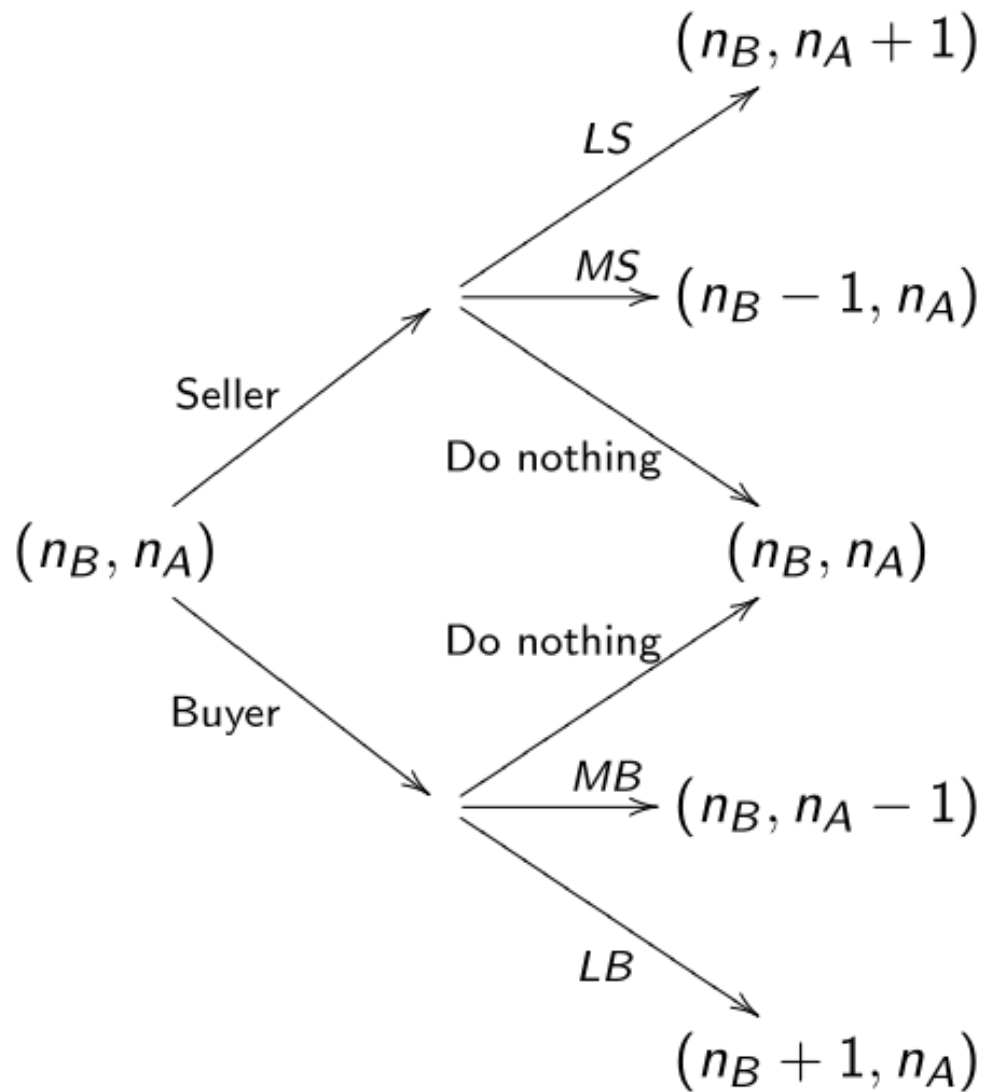 (n_B, n_A + 1)
LS
MS
(n_B − 1, n_A)
Seller
Do nothing
(n_B, n_A)
(n_B, n_A)
Do nothing
Buyer
MB
(n_B, n_A − 1)
LB
(n_B + 1, n_A)